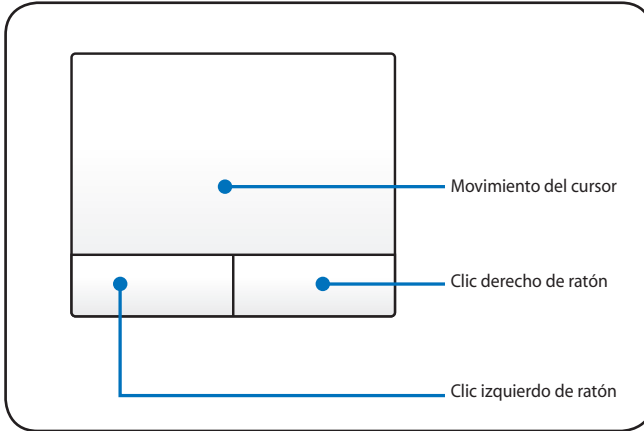 Movimiento del cursor
Clic derecho de ratón
Clic izquierdo de ratón